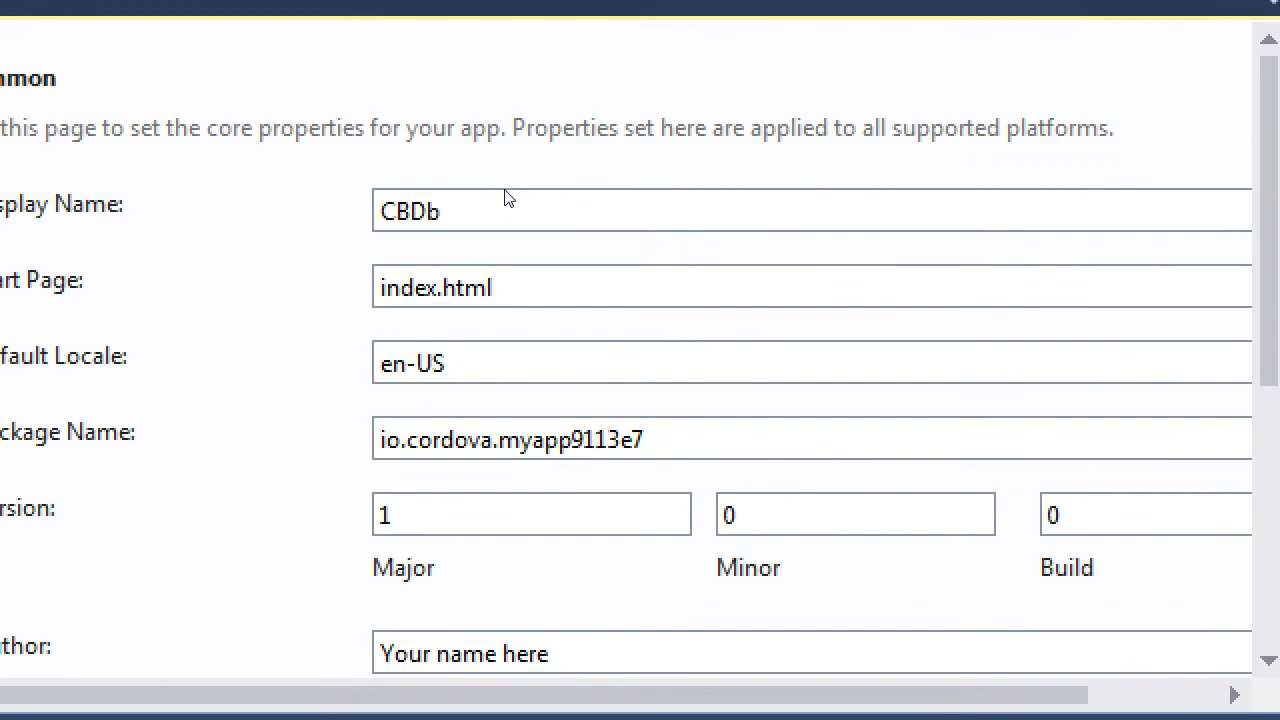 mmon
this page to set the core properties for your app. Properties set here are applied to all supported platforms.
splay Name: CBDb
art Page: index.html
fault Locale: en-US
ckage Name: io.cordova.myapp9113e7
rsion: 1 0 0
Major Minor Build
thor: Your name here